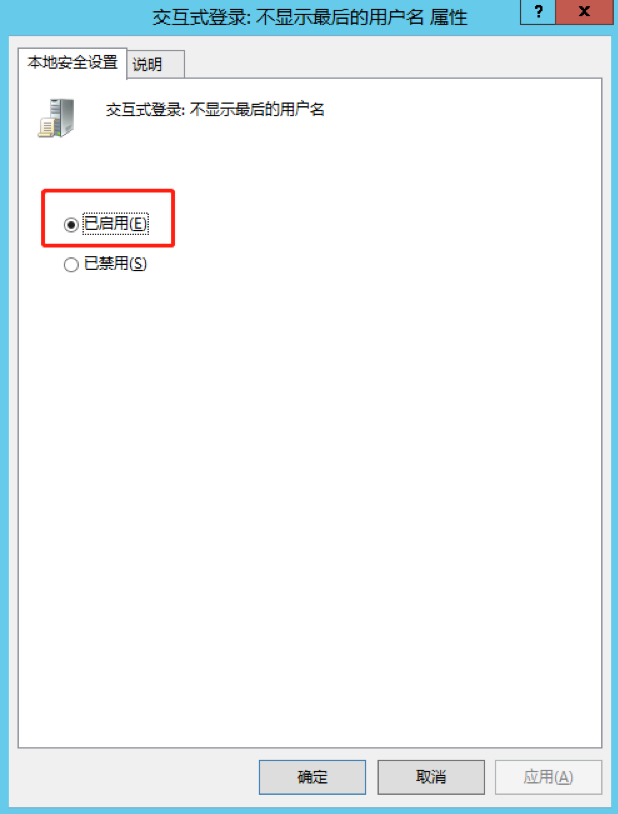 交互式登录: 不显示最后的用户名 属性
? x
本地安全设置 说明
交互式登录: 不显示最后的用户名
已启用(E)
已禁用(S)
确定 取消 应用(A)